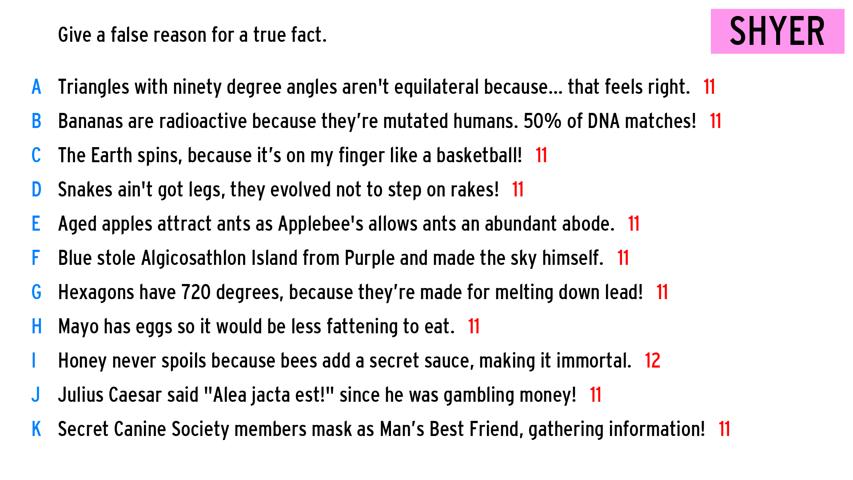 Give a false reason for a true fact.
SHYER
A Triangles with ninety degree angles aren't equilateral because... that feels right. 11
B Bananas are radioactive because they’re mutated humans. 50% of DNA matches! 11
C The Earth spins, because it’s on my finger like a basketball! 11
D Snakes ain't got legs, they evolved not to step on rakes! 11
E Aged apples attract ants as Applebee's allows ants an abundant abode. 11
F Blue stole Algicosathlon Island from Purple and made the sky himself. 11
G Hexagons have 720 degrees, because they’re made for melting down lead! 11
H Mayo has eggs so it would be less fattening to eat. 11
I Honey never spoils because bees add a secret sauce, making it immortal. 12
J Julius Caesar said "Alea jacta est!" since he was gambling money! 11
K Secret Canine Society members mask as Man’s Best Friend, gathering information! 11